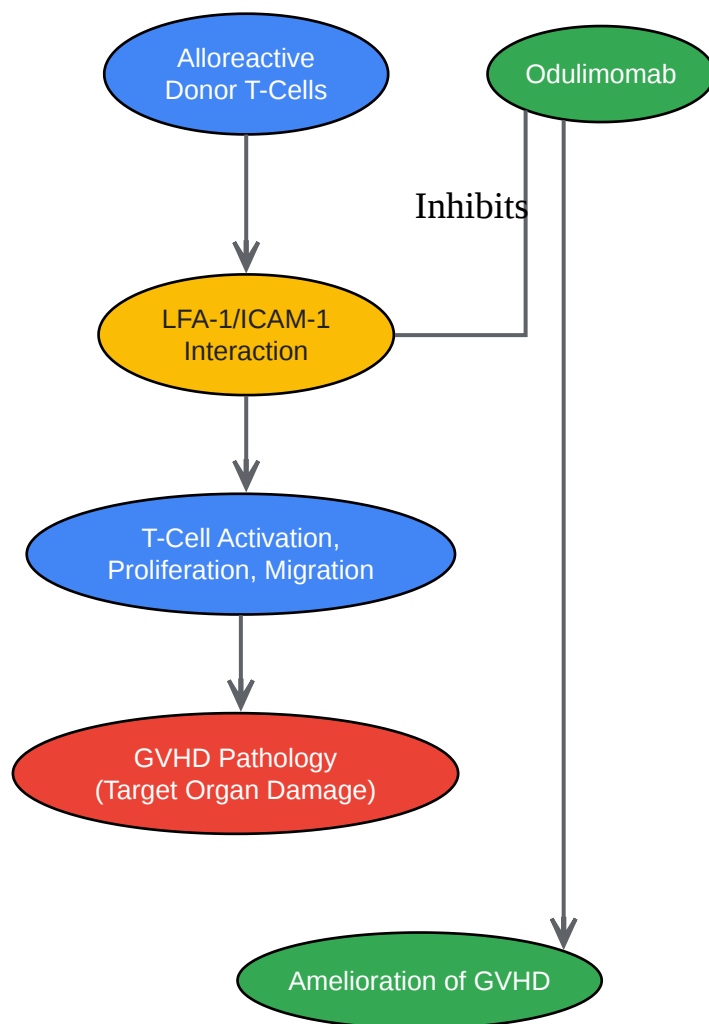 Alloreactive
Donor T-Cells
Odulimomab
Inhibits
LFA-1/ICAM-1
Interaction
T-Cell Activation,
Proliferation, Migration
GVHD Pathology
(Target Organ Damage)
Amelioration of GVHD